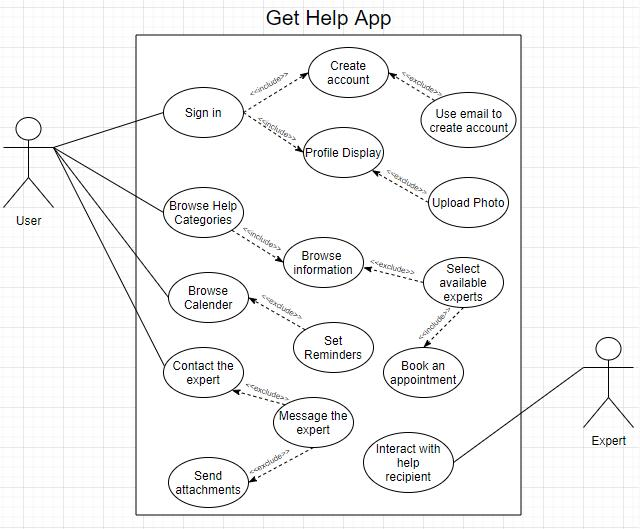 Get Help App
Create
account
<<include>>
<<exclude>>
Sign in
Use email to
create account
<<include>>
Profile Display
User
<<exclude>>
Upload Photo
Browse Help
Categories
<<include>>
Browse
information
<<exclude>>
Select
available
experts
Browse
Calender
<<exclude>>
<<include>>
Set
Reminders
Contact the
expert
Book an
appointment
<<exclude>>
Message the
expert
Expert
Interact with
help
recipient
<<exclude>>
Send
attachments